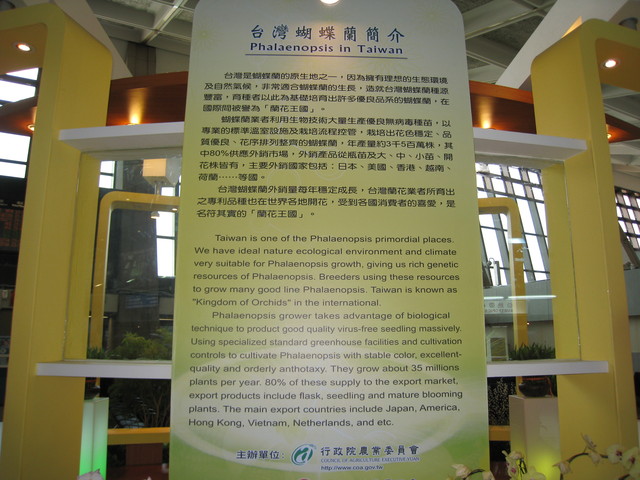 台灣蝴蝶蘭簡介
Phalaenopsis in Taiwan
台灣是蝴蝶蘭的原生地之一，因為擁有理想的生態環境
及自然氣候，非常適合蝴蝶蘭的生長，造就台灣蝴蝶蘭種源
豐富，育種者以此為基礎培育出許多優良品系的蝴蝶蘭，在
國際間被譽為「蘭花王國」。
蝴蝶蘭業者利用生物技術大量生產優良無病毒種苗，以
專業的標準溫室設施及栽培流程控管，栽培出花色穩定、品
質優良、花序排列整齊的蝴蝶蘭，年產量約3千5百萬株，其
中80%供應外銷市場，外銷產品從瓶苗及大、中、小苗、開
花株皆有，主要外銷國家包括：日本、美國、香港、越南、
荷蘭……等國。
台灣蝴蝶蘭外銷量每年穩定成長，台灣蘭花業者所育出
之專利品種也在世界各地開花，受到各國消費者的喜愛，是
名符其實的「蘭花王國」。
Taiwan is one of the Phalaenopsis primordial places.
We have ideal nature ecological environment and climate
very suitable for Phalaenopsis growth, giving us rich genetic
resources of Phalaenopsis. Breeders using these resources
to grow many good line Phalaenopsis. Taiwan is known as
"Kingdom of Orchids" in the international.
Phalaenopsis grower takes advantage of biological
technique to product good quality virus-free seedling massively.
Using specialized standard greenhouse facilities and cultivation
controls to cultivate Phalaenopsis with stable color, excellent-
quality and orderly anthotaxy. They grow about 35 millions
plants per year. 80% of these supply to the export market,
export products include flask, seedling and mature blooming
plants. The main export countries include Japan, America,
Hong Kong, Vietnam, Netherlands, and etc.
主辦單位 行政院農業委員會
COUNCIL OF AGRICULTURE EXECUTIVE YUAN
http://www.coa.gov.tw